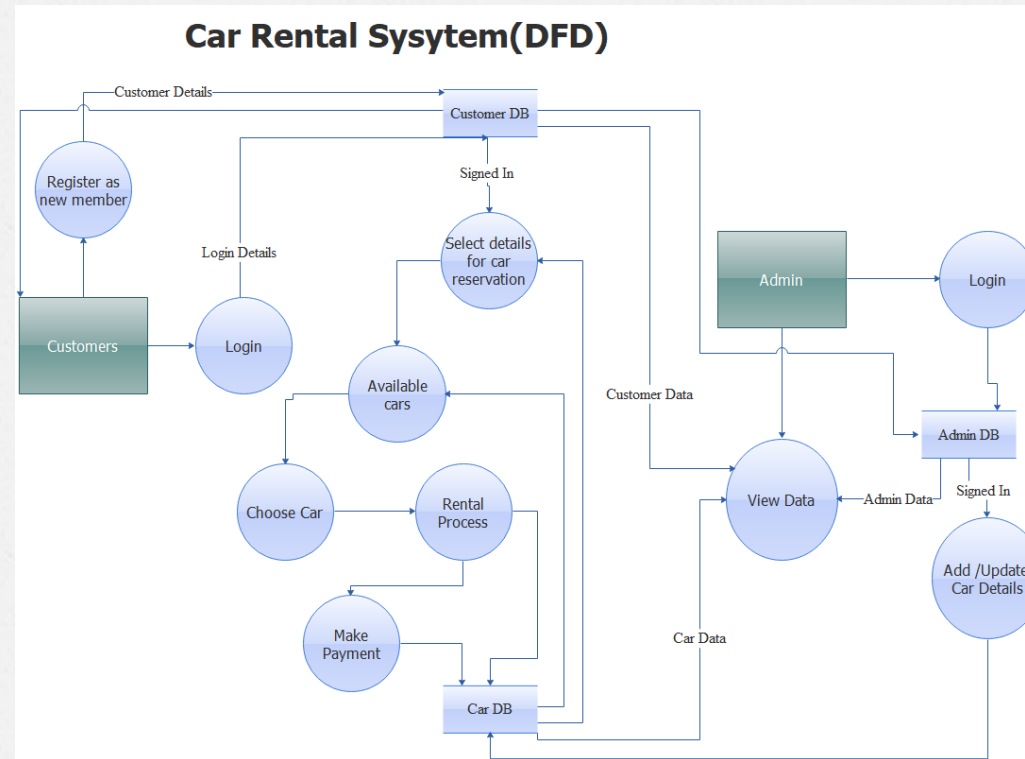 Car Rental Sysytem(DFD)
Customer Details
Customer DB
Register as
new member
Signed In
Login Details
Select details
for car
reservation
Admin
Login
Customers
Login
Available
cars
Customer Data
Admin DB
Choose Car
Rental
Process
View Data
Admin Data
Signed In
Add /Update
Car Details
Make
Payment
Car Data
Car DB